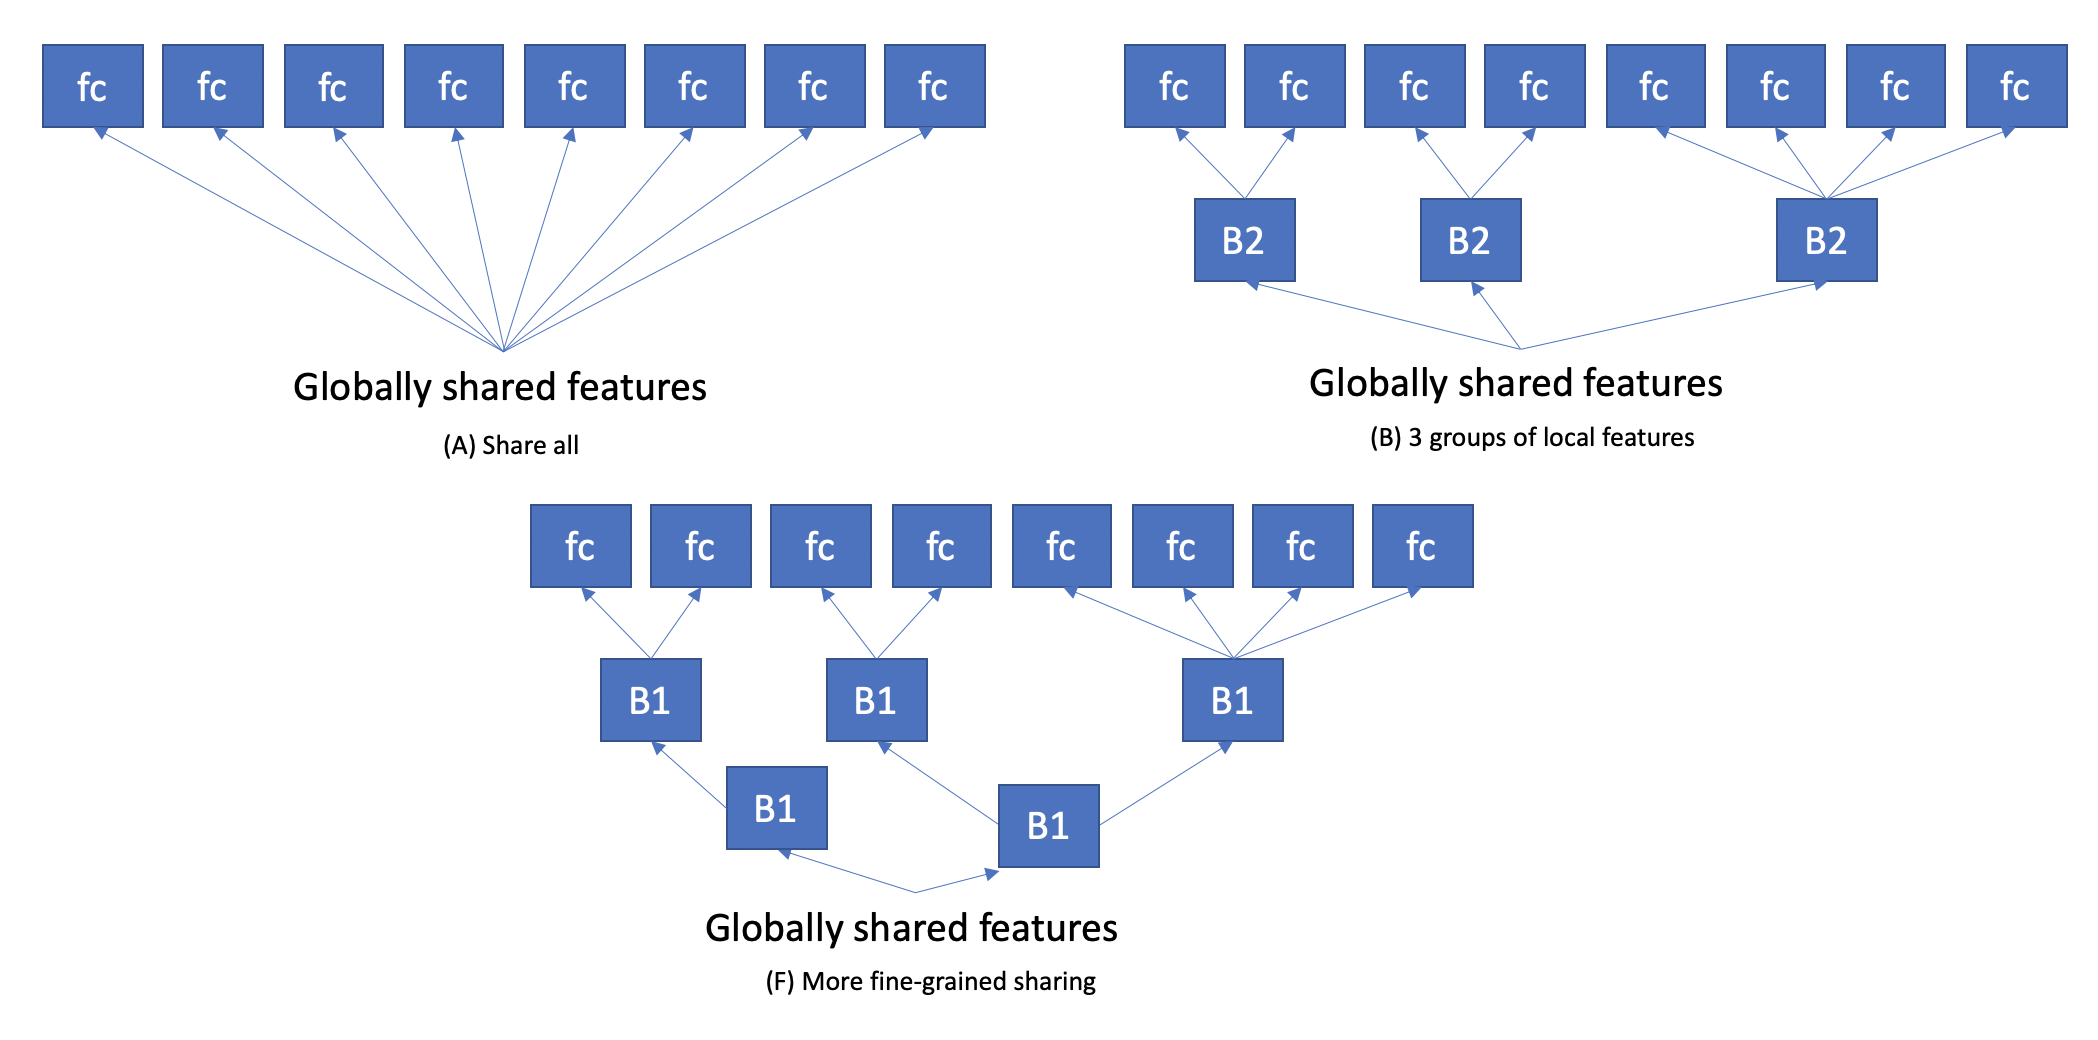 fc fc fc fc fc fc fc fc
Globally shared features
(A) Share all
fc fc fc fc fc fc fc fc
B2 B2 B2
Globally shared features
(B) 3 groups of local features
fc fc fc fc fc fc fc fc
B1 B1 B1
B1 B1
Globally shared features
(F) More fine-grained sharing